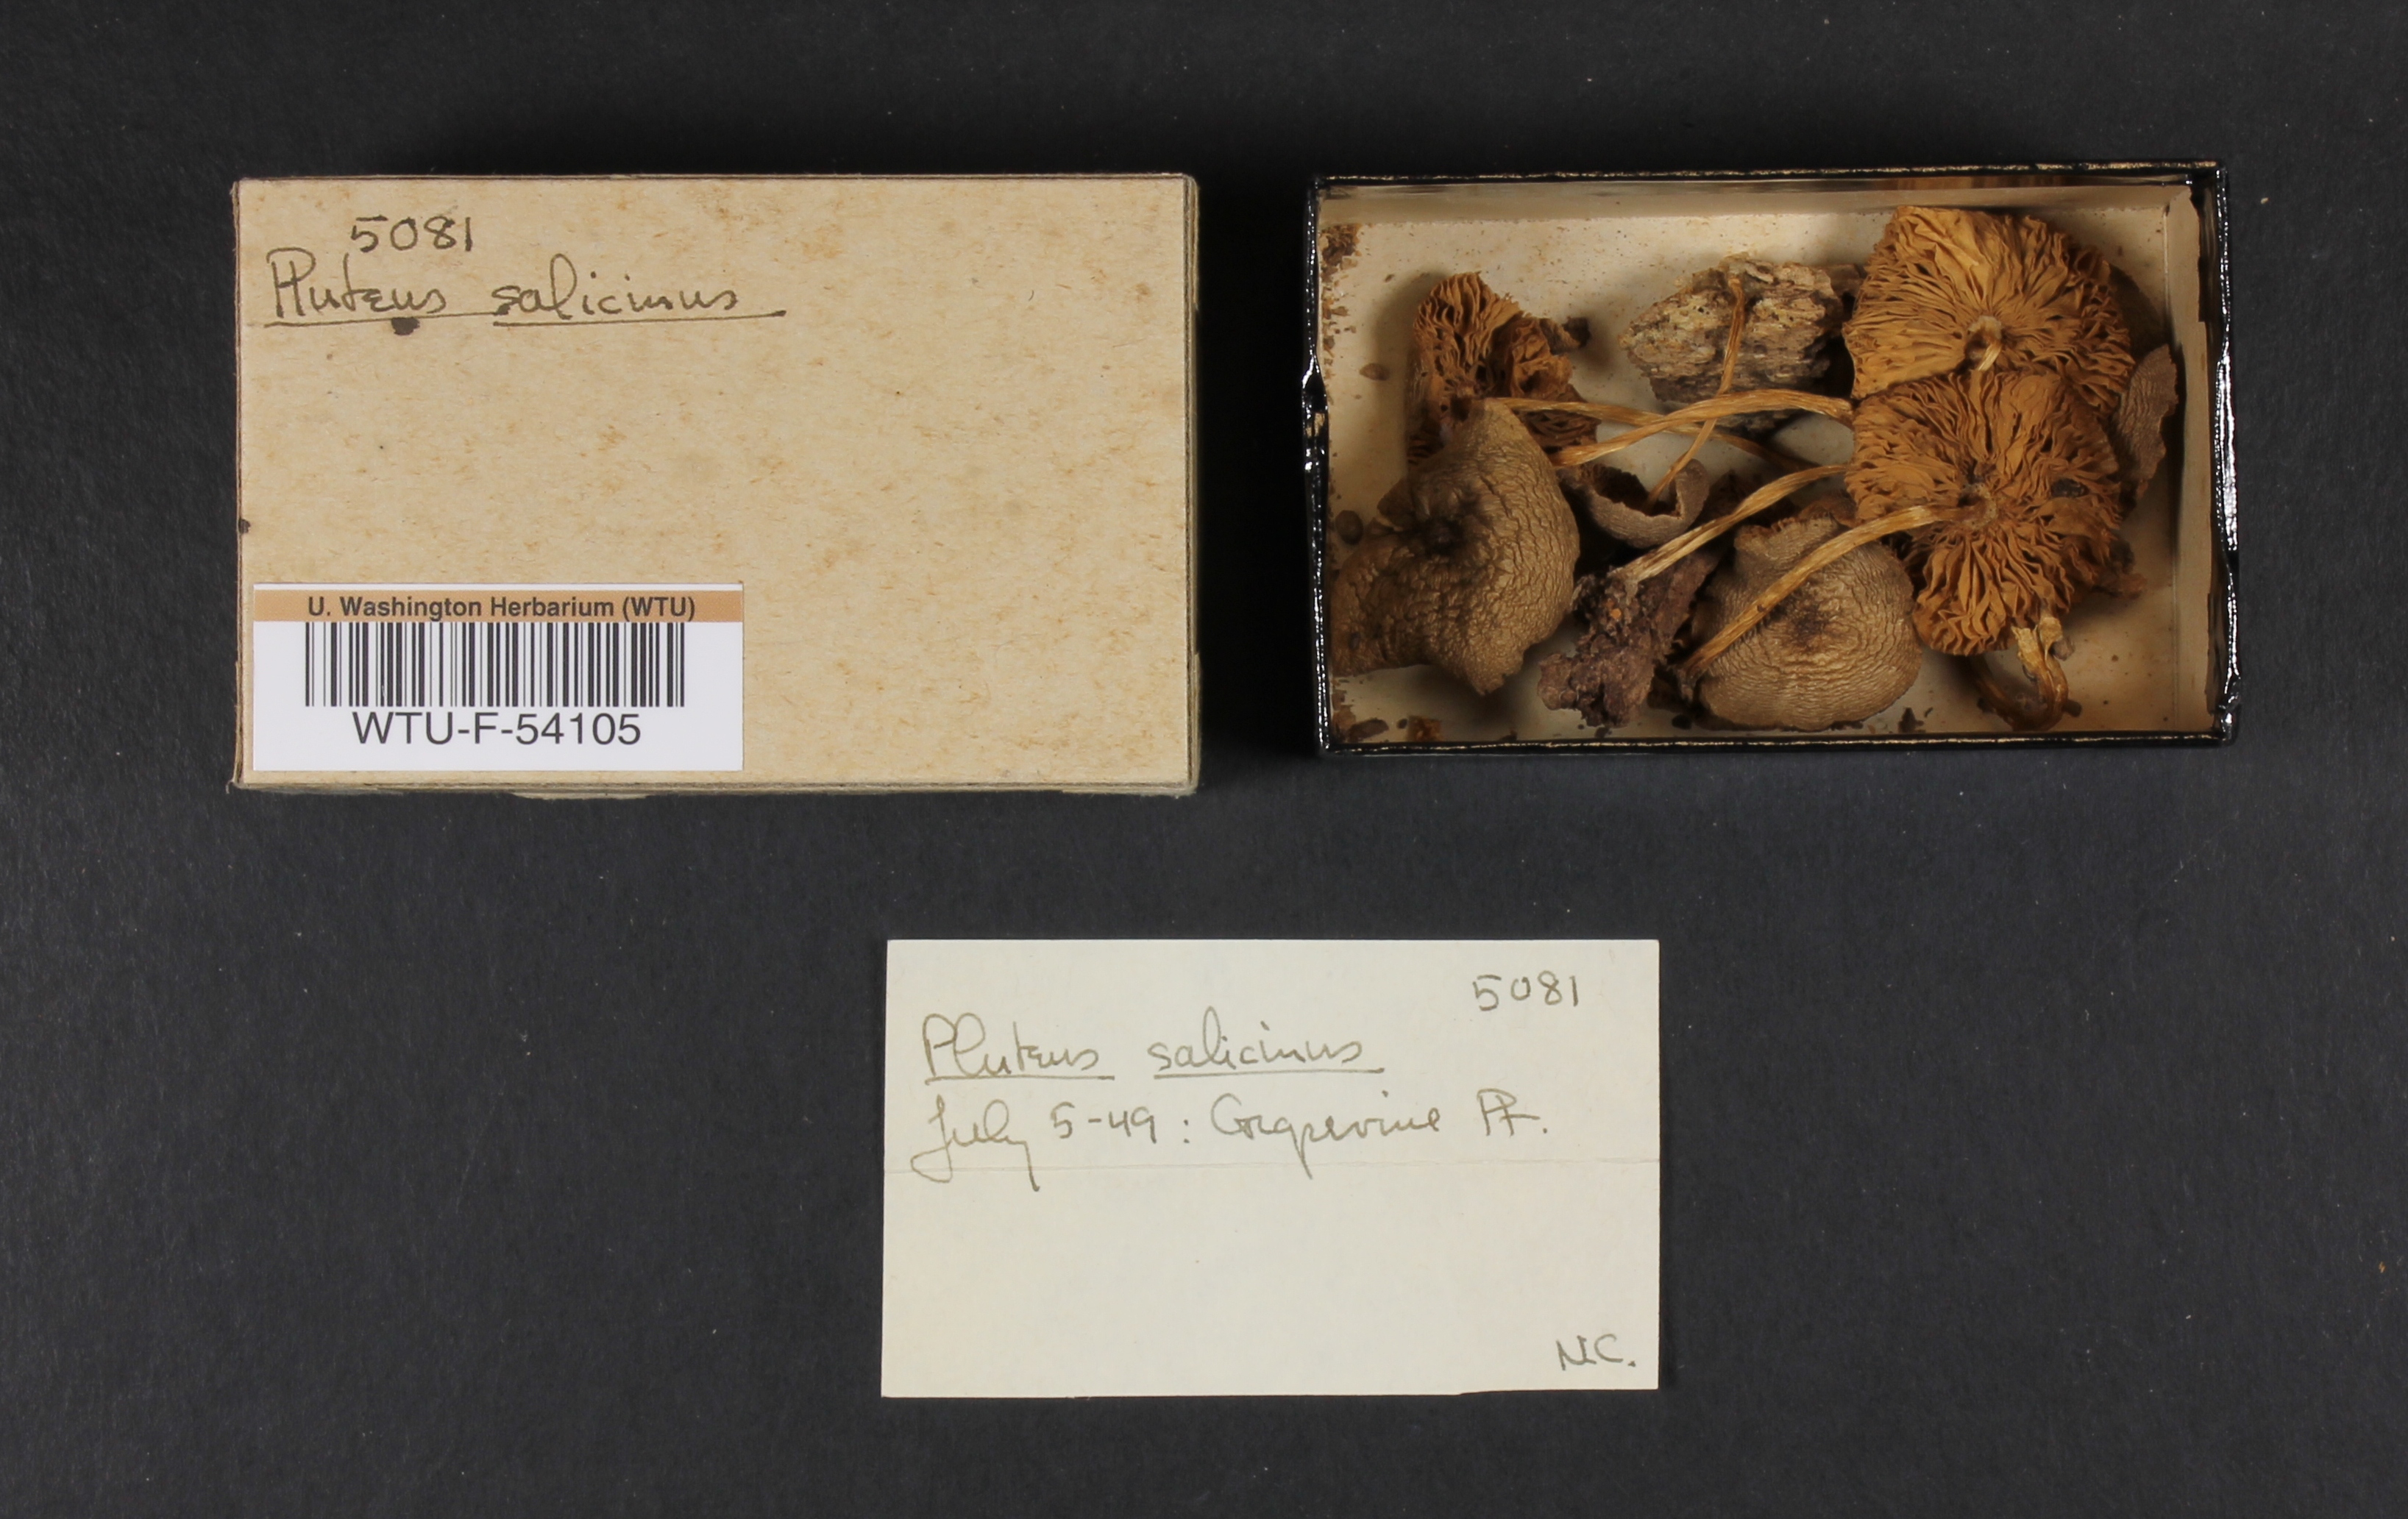 5081
Pluteus salicinus
U. Washington Herbarium (WTU)
WTU-F-54105
5081
Pluteus salicinus
July 5-49: Grapevine Pt.
N.C.